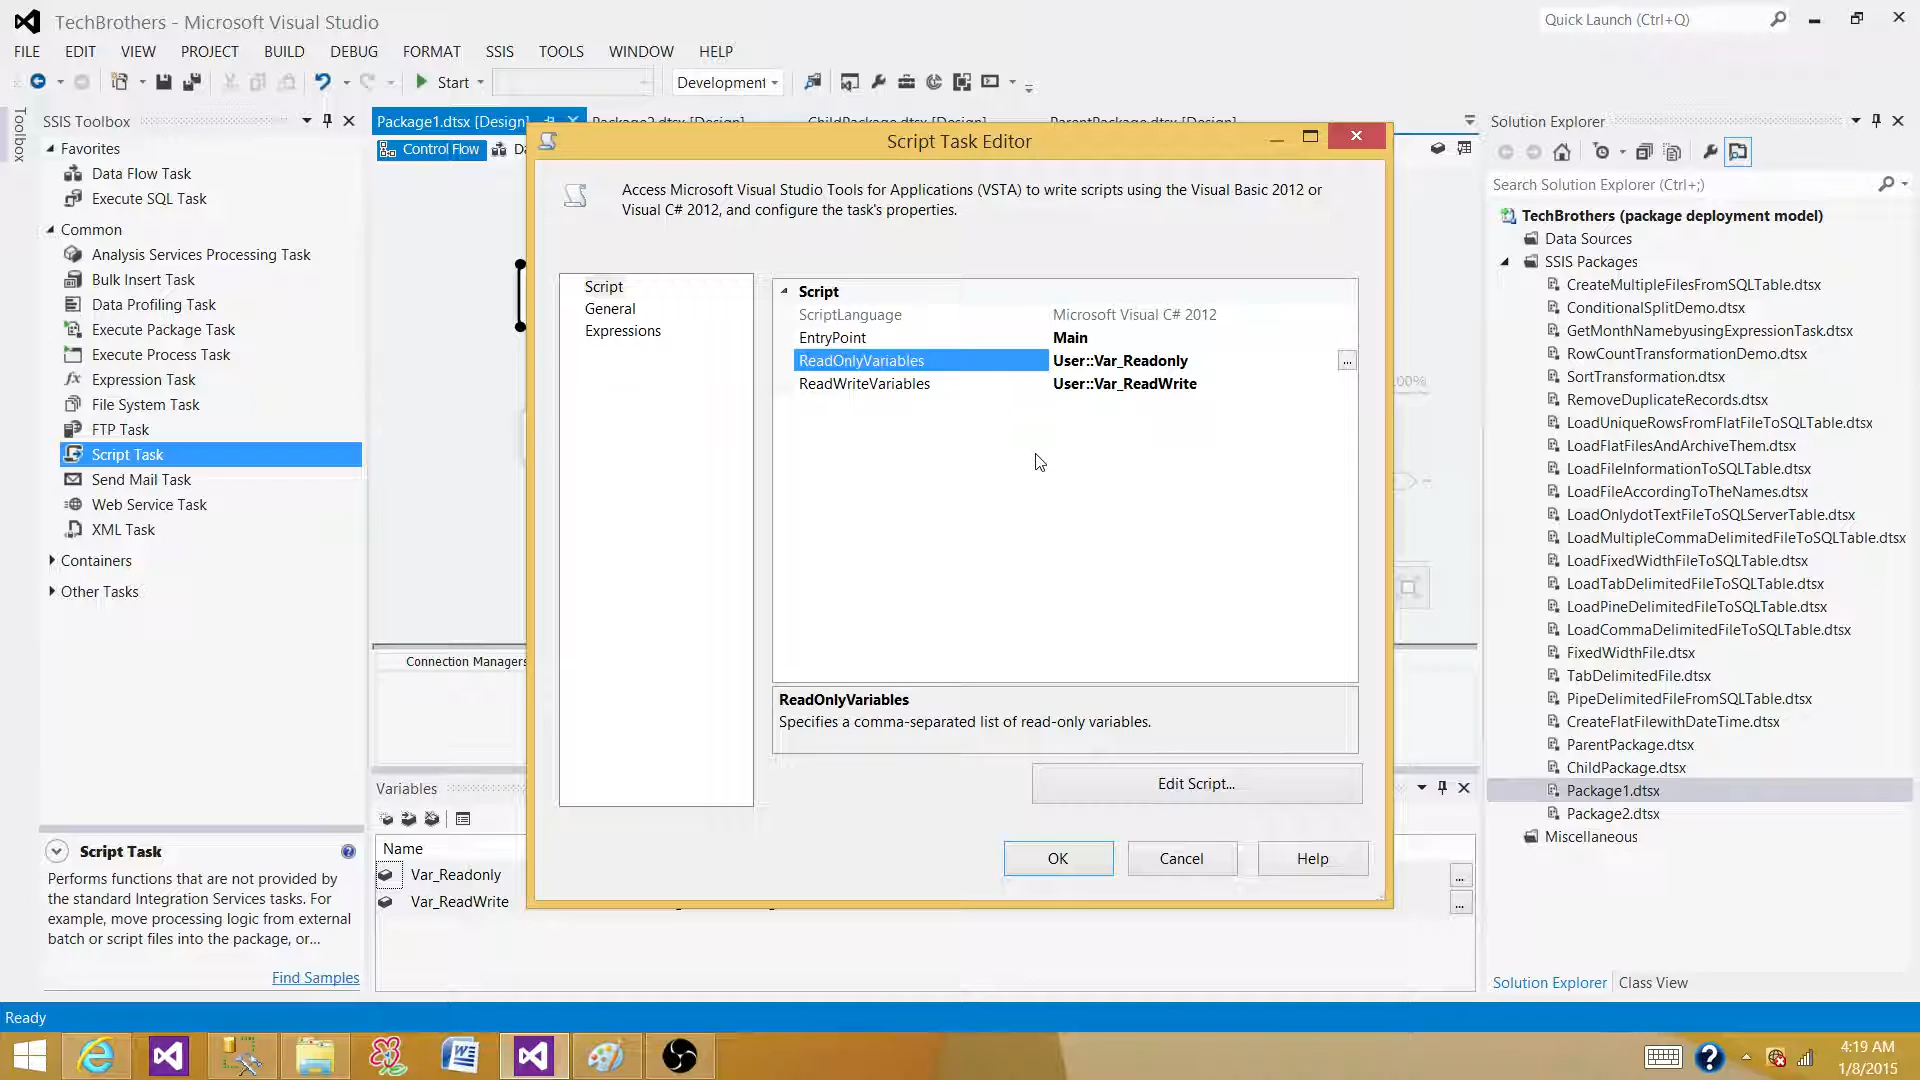 TechBrothers - Microsoft Visual Studio
Quick Launch (Ctrl+Q)
FILE EDIT VIEW PROJECT BUILD DEBUG FORMAT SSIS TOOLS WINDOW HELP
Start
Development
Toolbox
SSIS Toolbox
Favorites
Data Flow Task
Execute SQL Task
Common
Analysis Services Processing Task
Bulk Insert Task
Data Profiling Task
Execute Package Task
Execute Process Task
Expression Task
File System Task
FTP Task
Script Task
Send Mail Task
Web Service Task
XML Task
Containers
Other Tasks
Script Task
Performs functions that are not provided by
the standard Integration Services tasks. For
example, move processing logic from external
batch or script files into the package, or...
Find Samples
Package1.dtsx [Design]
Package2.dtsx [Design]
ChildPackage.dtsx [Design]
ParentPackage.dtsx [Design]
Control Flow
Da
100%
Connection Managers
Variables
Name
Var_Readonly
...
Var_ReadWrite
...
Script Task Editor
Access Microsoft Visual Studio Tools for Applications (VSTA) to write scripts using the Visual Basic 2012 or
Visual C# 2012, and configure the task's properties.
Script
General
Expressions
Script
ScriptLanguage Microsoft Visual C# 2012
EntryPoint Main
ReadOnlyVariables User::Var_Readonly ...
ReadWriteVariables User::Var_ReadWrite
ReadOnlyVariables
Specifies a comma-separated list of read-only variables.
Edit Script...
OK Cancel Help
Solution Explorer
Search Solution Explorer (Ctrl+;)
TechBrothers (package deployment model)
Data Sources
SSIS Packages
CreateMultipleFilesFromSQLTable.dtsx
ConditionalSplitDemo.dtsx
GetMonthNamebyusingExpressionTask.dtsx
RowCountTransformationDemo.dtsx
SortTransformation.dtsx
RemoveDuplicateRecords.dtsx
LoadUniqueRowsFromFlatFileToSQLTable.dtsx
LoadFlatFilesAndArchiveThem.dtsx
LoadFileInformationToSQLTable.dtsx
LoadFileAccordingToTheNames.dtsx
LoadOnlydotTextFileToSQLServerTable.dtsx
LoadMultipleCommaDelimitedFileToSQLTable.dtsx
LoadFixedWidthFileToSQLTable.dtsx
LoadTabDelimitedFileToSQLTable.dtsx
LoadPineDelimitedFileToSQLTable.dtsx
LoadCommaDelimitedFileToSQLTable.dtsx
FixedWidthFile.dtsx
TabDelimitedFile.dtsx
PipeDelimitedFileFromSQLTable.dtsx
CreateFlatFilewithDateTime.dtsx
ParentPackage.dtsx
ChildPackage.dtsx
Package1.dtsx
Package2.dtsx
Miscellaneous
Solution Explorer Class View
Ready
4:19 AM
1/8/2015